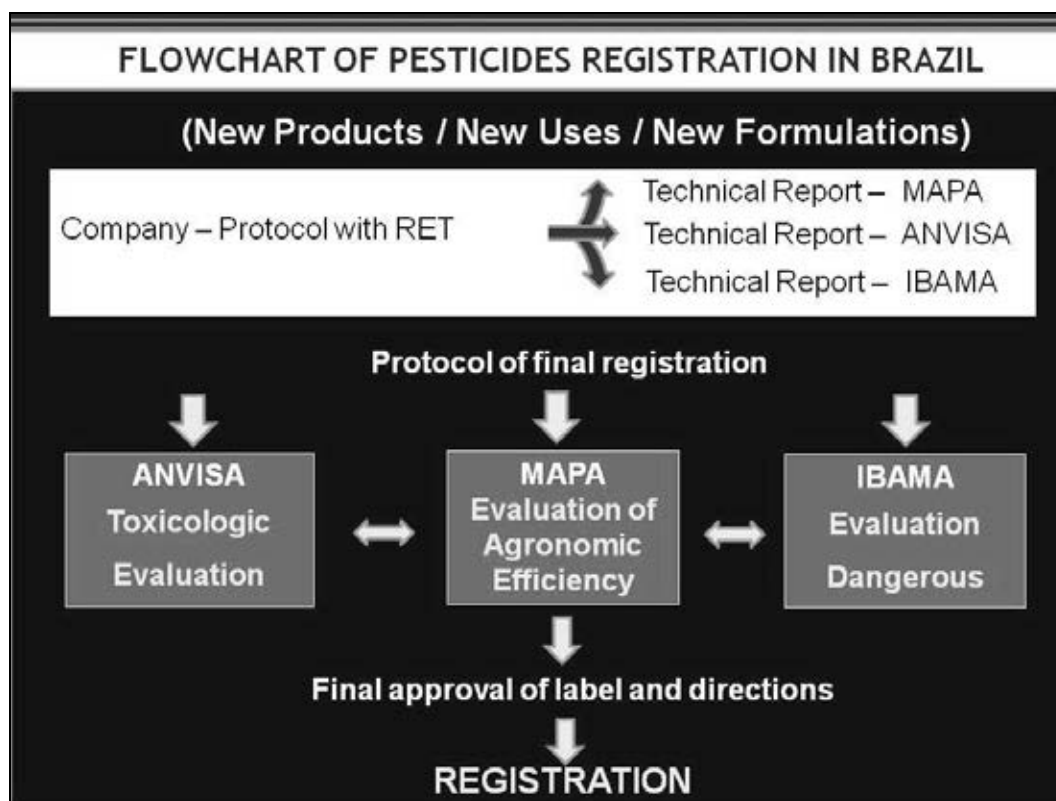 FLOWCHART OF PESTICIDES REGISTRATION IN BRAZIL
(New Products / New Uses / New Formulations)
Company – Protocol with RET
Technical Report – MAPA
Technical Report – ANVISA
Technical Report – IBAMA
Protocol of final registration
ANVISA
Toxicologic
Evaluation
MAPA
Evaluation of
Agronomic
Efficiency
IBAMA
Evaluation
Dangerous
Final approval of label and directions
REGISTRATION